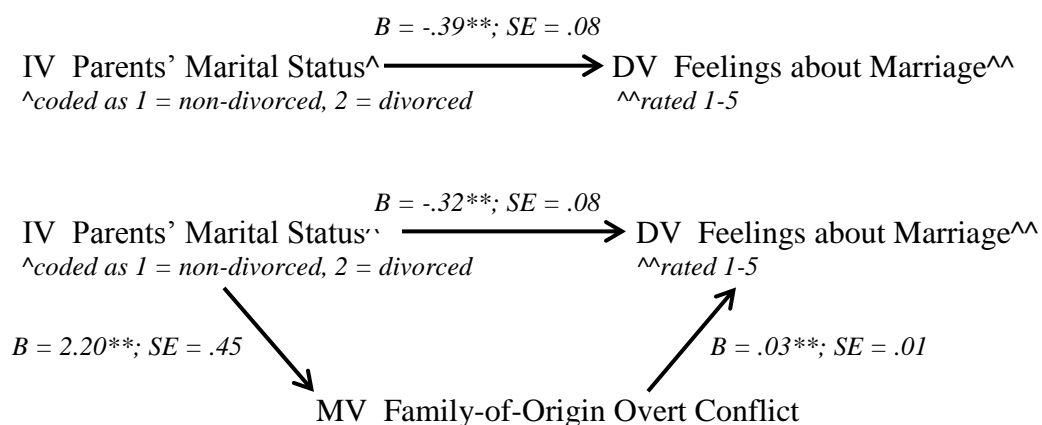 B = -.39**; SE = .08
IV Parents' Marital Status^ DV Feelings about Marriage^^
^coded as 1 = non-divorced, 2 = divorced ^^rated 1-5
B = -.32**; SE = .08
IV Parents' Marital Status^ DV Feelings about Marriage^^
^coded as 1 = non-divorced, 2 = divorced ^^rated 1-5
B = 2.20**; SE = .45 B = .03**; SE = .01
MV Family-of-Origin Overt Conflict